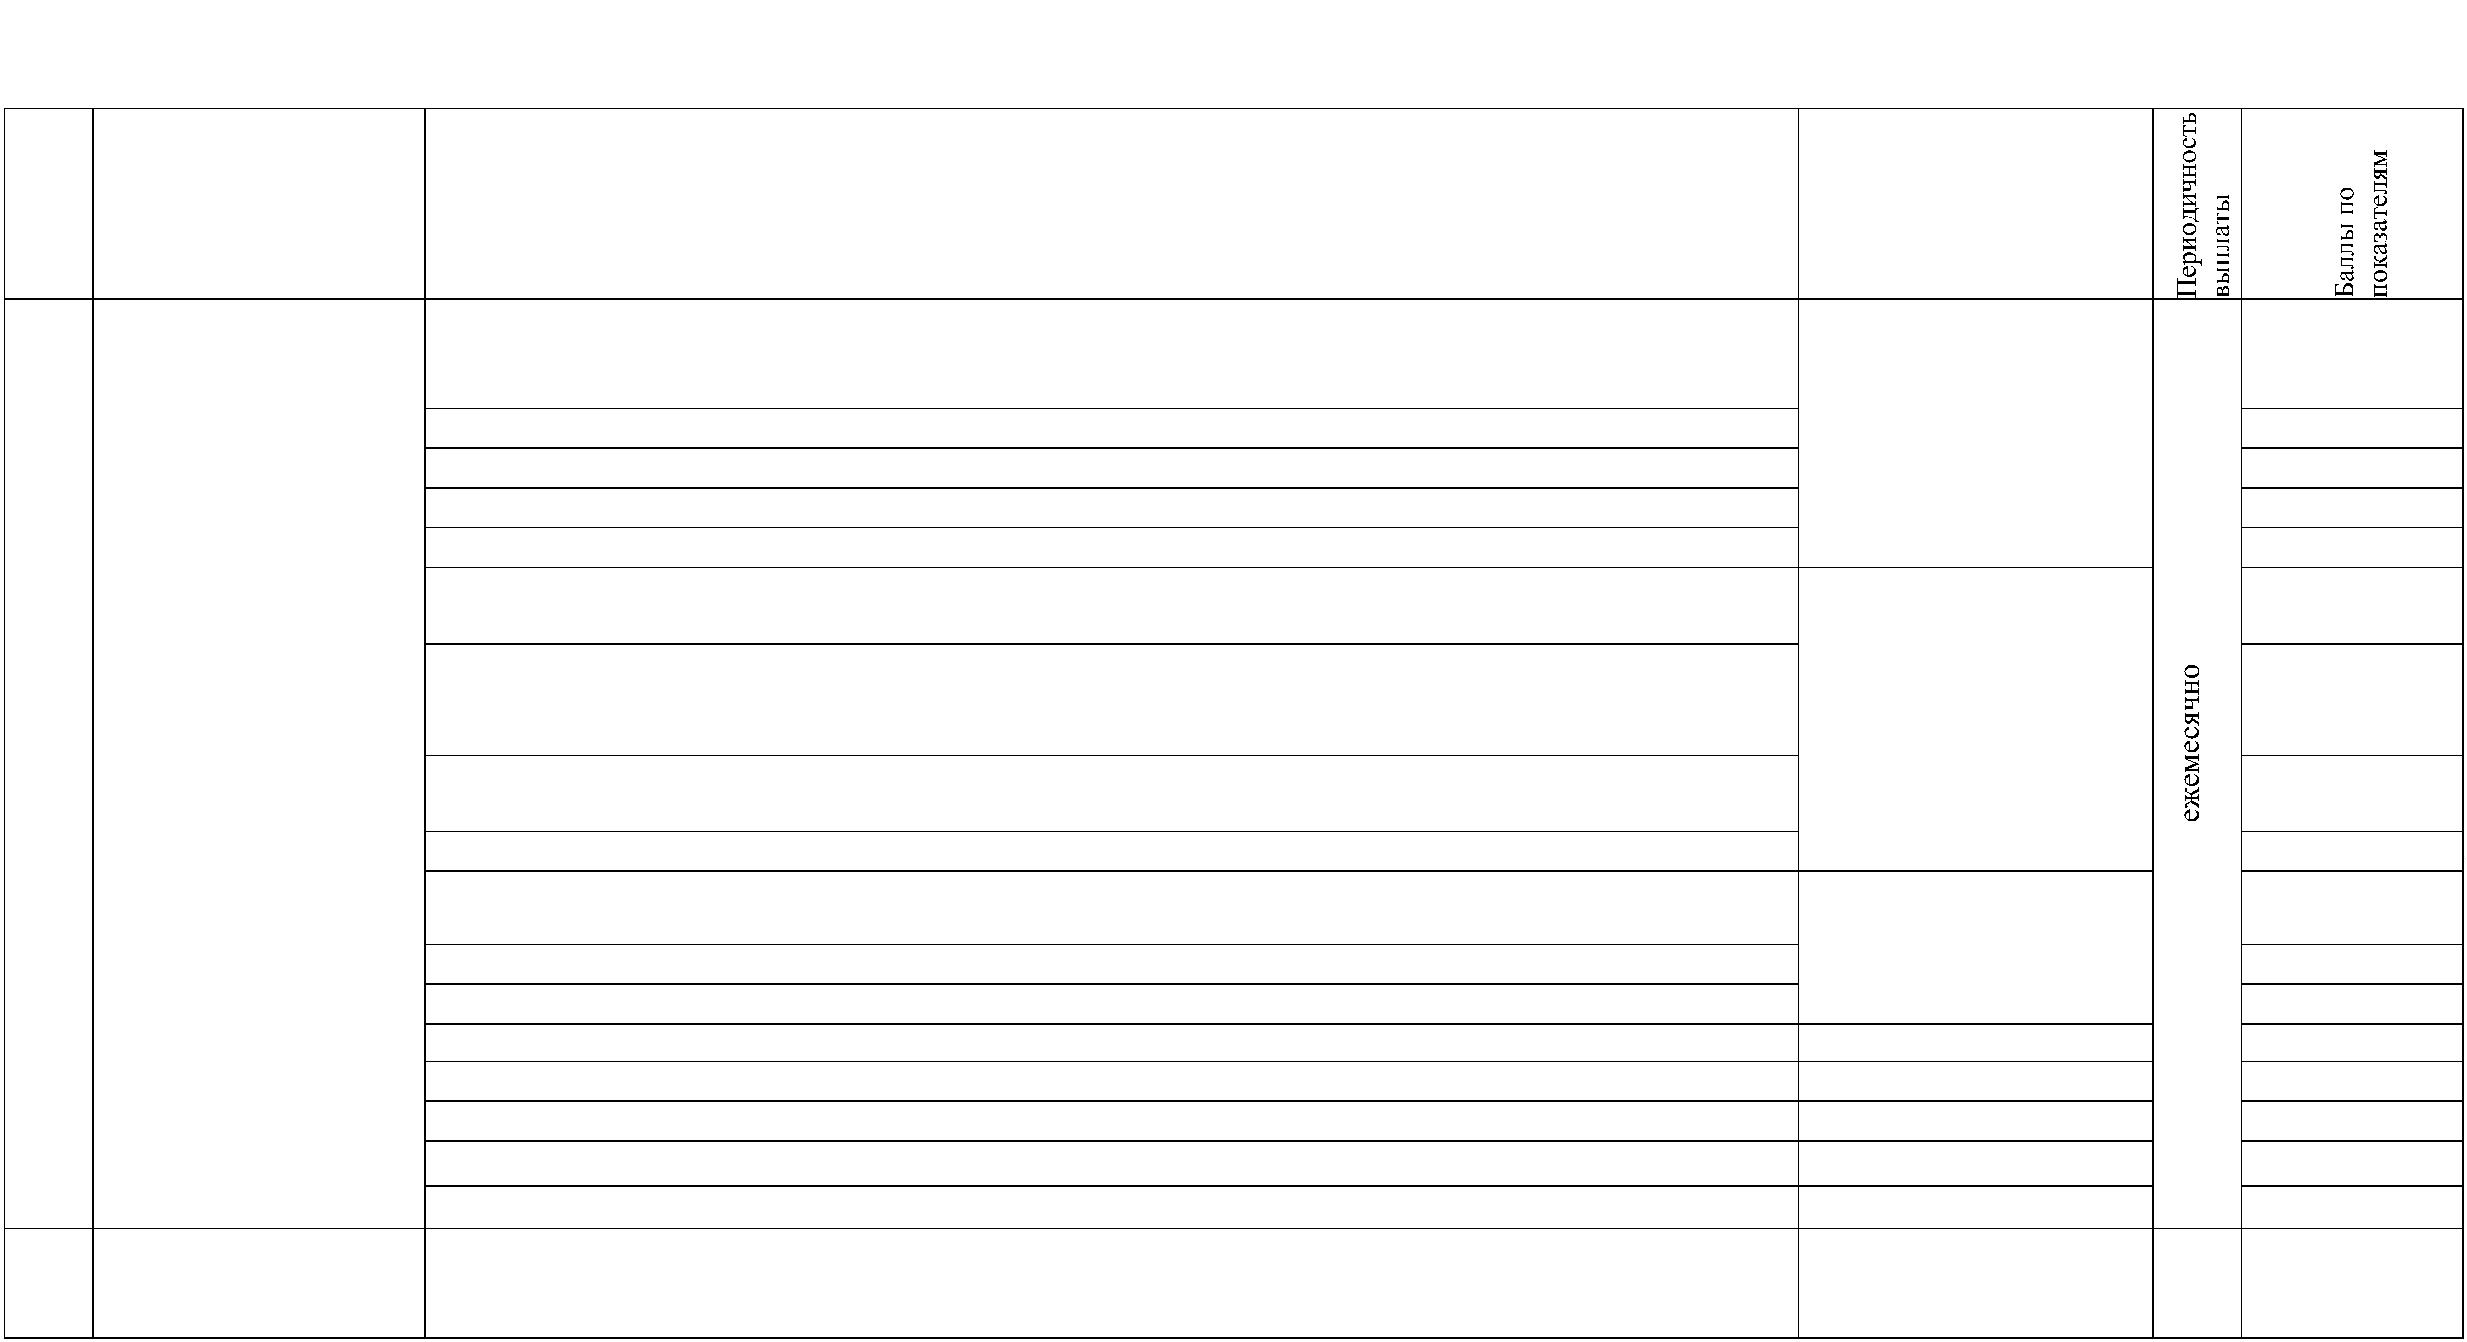 Периодичность
выплаты
Баллы по
показателям
ежемесячно